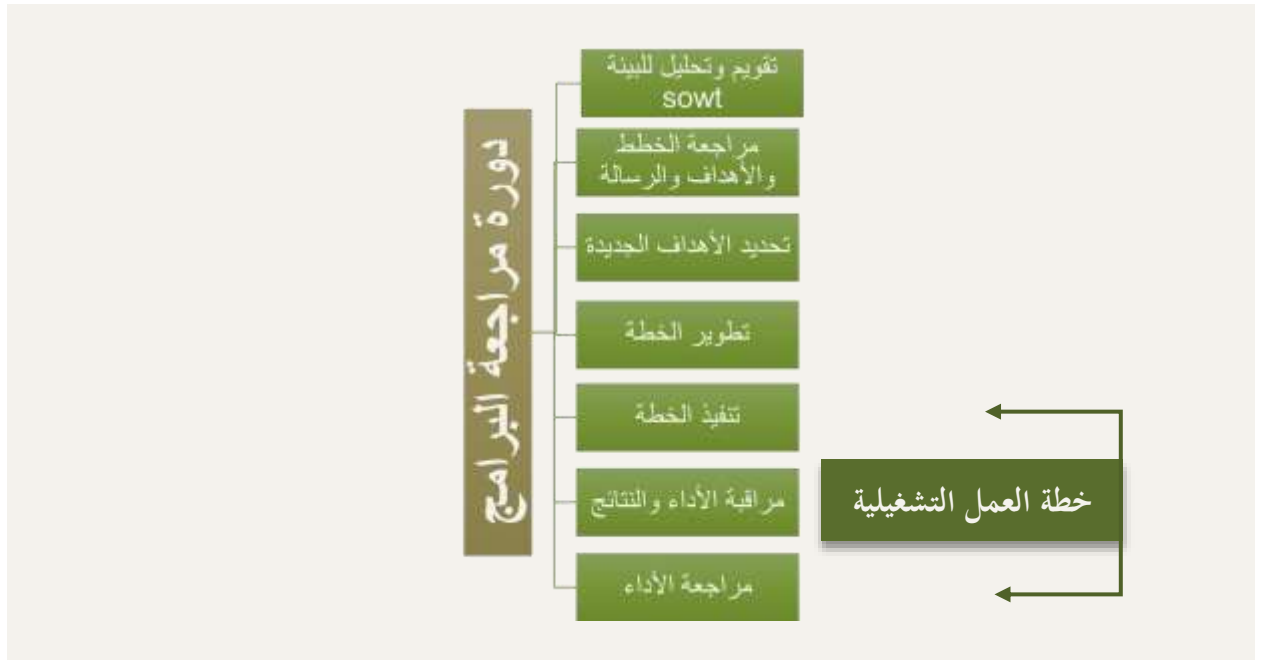 دورة مراجعة البرامج
تقويم وتحليل للبيئة
sowt
مراجعة الخطط
والأهداف والرسالة
تحديد الأهداف الجديدة
تطوير الخطة
تنفيذ الخطة
مراقبة الأداء والنتائج
مراجعة الأداء
خطة العمل التشغيلية